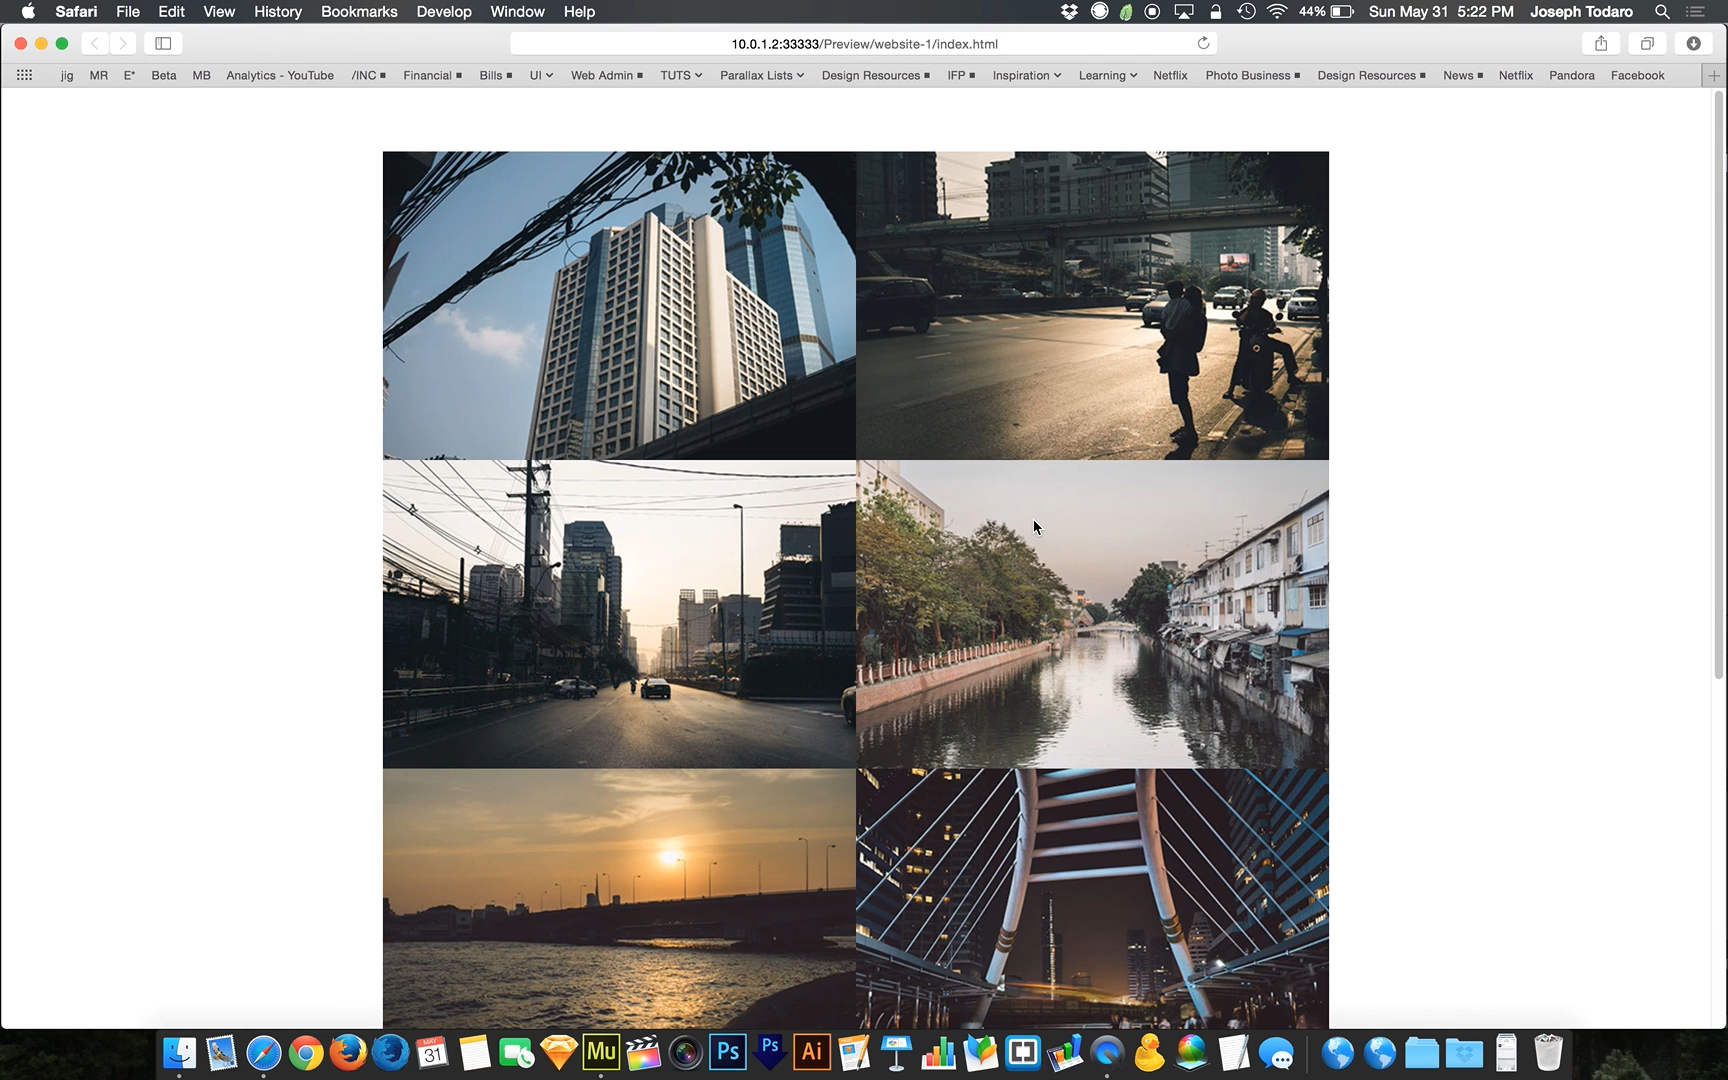 Safari File Edit View History Bookmarks Develop Window Help 44% Sun May 31 5:22 PM Joseph Todaro
10.0.1.2:33333/Preview/website-1/index.html
jig MR E* Beta MB Analytics - YouTube /INC Financial Bills UI Web Admin TUTS Parallax Lists Design Resources IFP Inspiration Learning Netflix Photo Business Design Resources News Netflix Pandora Facebook
MAY 31 Mu Ps Ps Ai